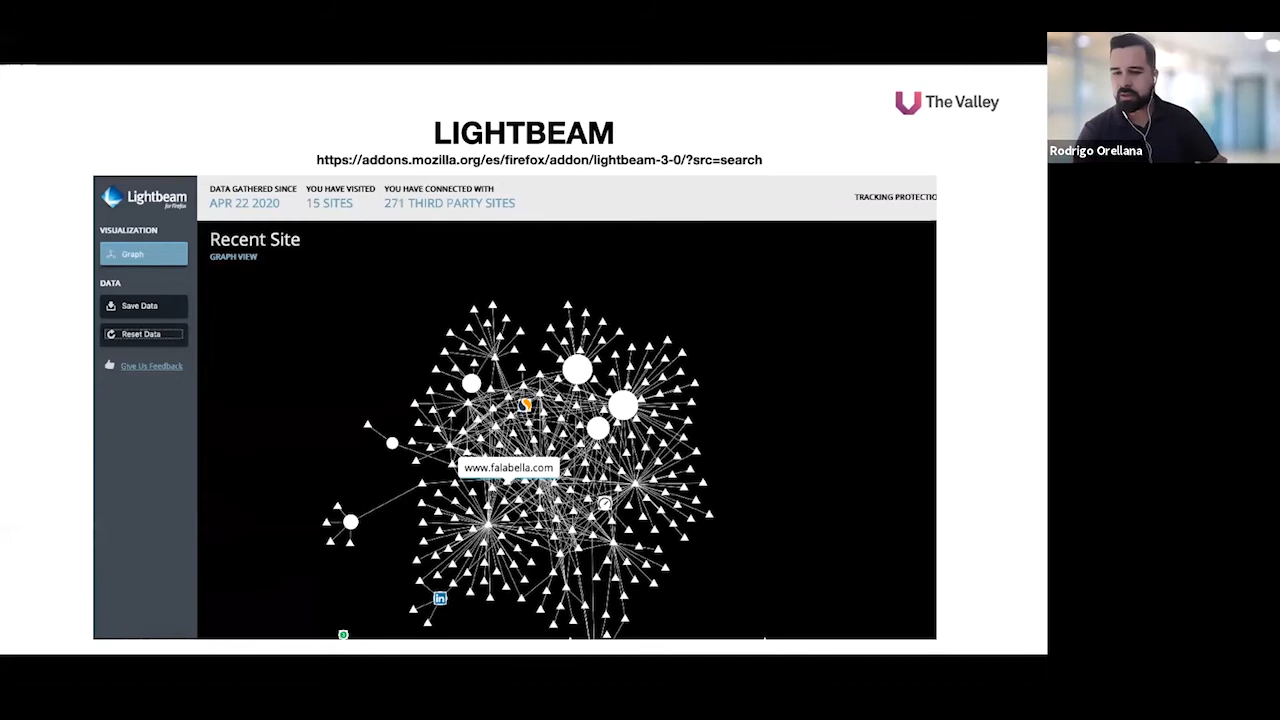 The Valley
LIGHTBEAM
https://addons.mozilla.org/es/firefox/addon/lightbeam-3-0/?src=search
Rodrigo Orellana
Lightbeam
for Firefox
DATA GATHERED SINCE
APR 22 2020
YOU HAVE VISITED
15 SITES
YOU HAVE CONNECTED WITH
271 THIRD PARTY SITES
TRACKING PROTECTIO
VISUALIZATION
Graph
DATA
Save Data
Reset Data
Give Us Feedback
Recent Site
GRAPH VIEW
www.falabella.com
in